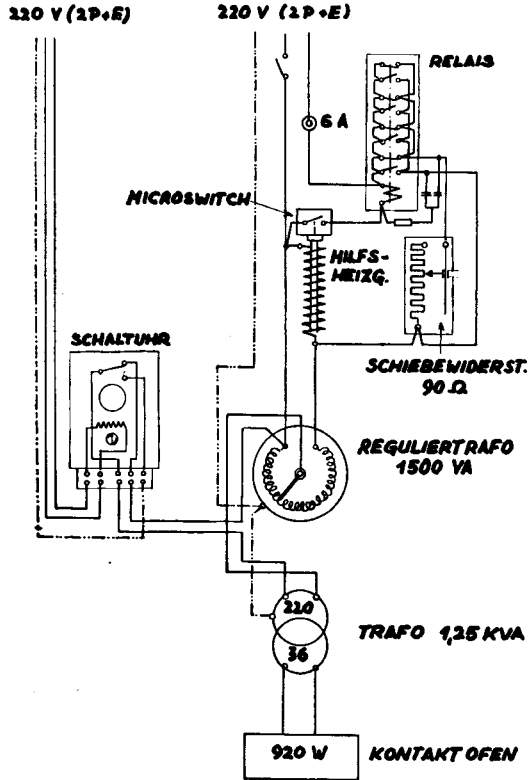 220 V (2P+E)
220 V (2P+E)
RELAIS
6 A
MICROSWITCH
HILFS-
HEIZG.
SCHALTUHR
SCHIEBEWIDERST.
90 Ω
REGULIERTRAFO
1500 VA
220
36
TRAFO 1,25 KVA
920 W
KONTAKT OFEN